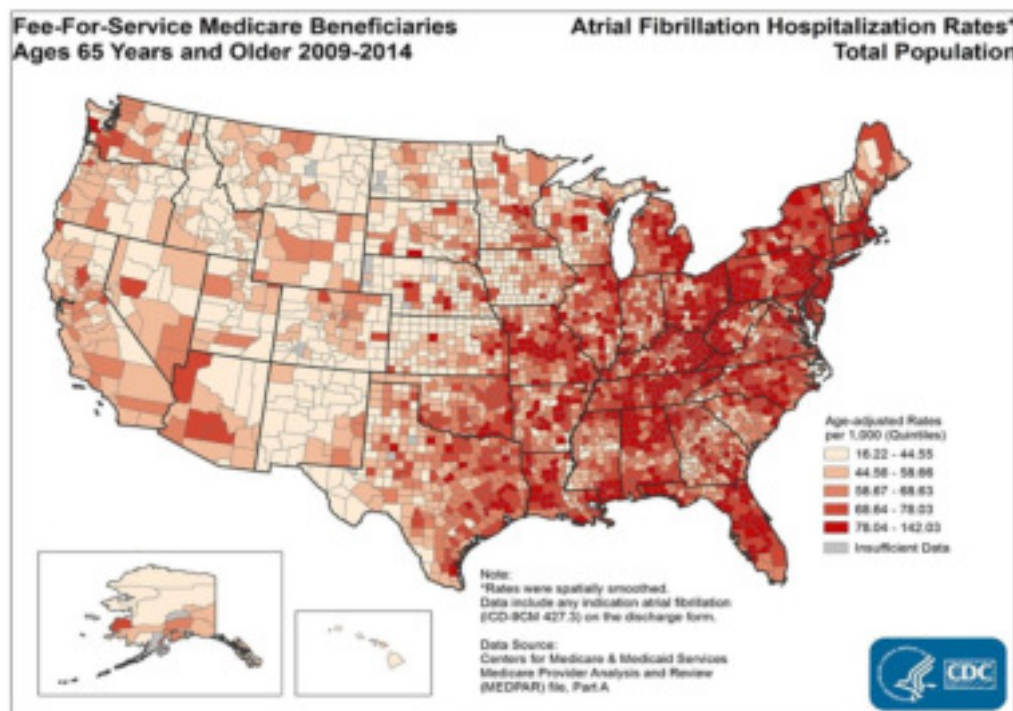 Fee-For-Service Medicare Beneficiaries
Ages 65 Years and Older 2009-2014
Atrial Fibrillation Hospitalization Rates*
Total Population
Age-adjusted Rates
per 1,000 (Quintiles)
16.22 - 44.55
44.56 - 58.66
58.67 - 68.63
68.64 - 78.03
78.04 - 142.03
Insufficient Data
Note:
*Rates were spatially smoothed.
Data include any indication atrial fibrillation
(ICD-9CM 427.3) on the discharge form.
Data Source:
Centers for Medicare & Medicaid Services
Medicare Provider Analysis and Review
(MEDPAR) file, Part A
CDC